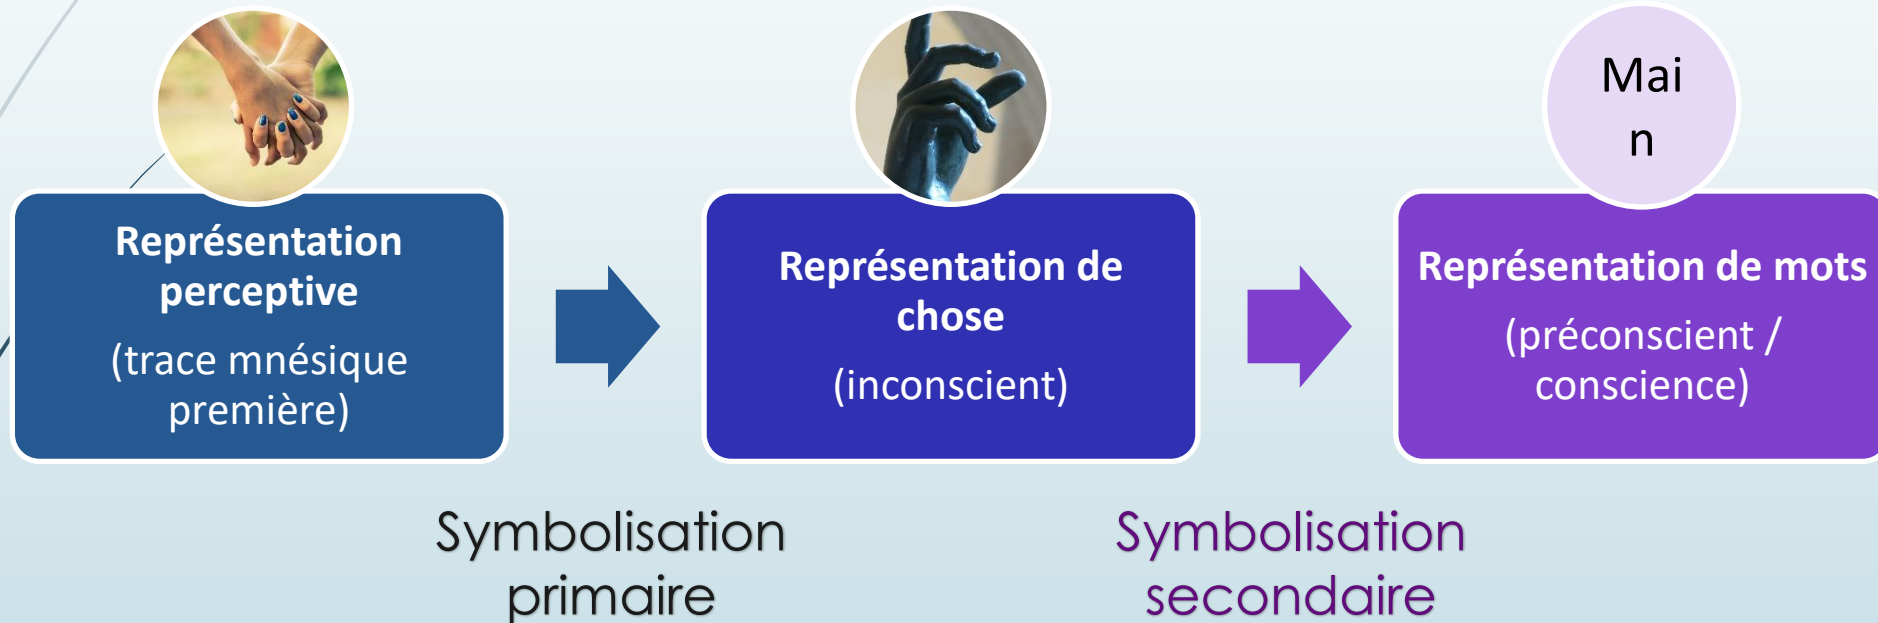 Mai
n
Représentation
perceptive
(trace mnésique
première)
Représentation de
chose
(inconscient)
Représentation de mots
(préconscient /
conscience)
Symbolisation
primaire
Symbolisation
secondaire